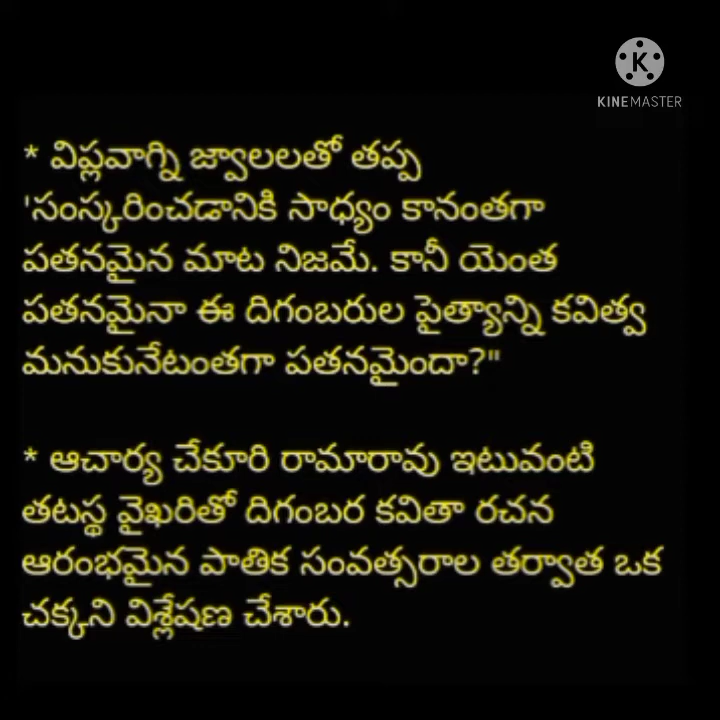 K
KINEMASTER
* విప్లవాగ్ని జ్వాలలతో తప్ప
'సంస్కరించడానికి సాధ్యం కానంతగా
పతనమైన మాట నిజమే. కానీ యెంత
పతనమైనా ఈ దిగంబరుల పైత్యాన్ని కవిత్వ
మనుకునేటంతగా పతనమైందా?"
* ఆచార్య చేకూరి రామారావు ఇటువంటి
తటస్థ వైఖరితో దిగంబర కవితా రచన
ఆరంభమైన పాతిక సంవత్సరాల తర్వాత ఒక
చక్కని విశ్లేషణ చేశారు.